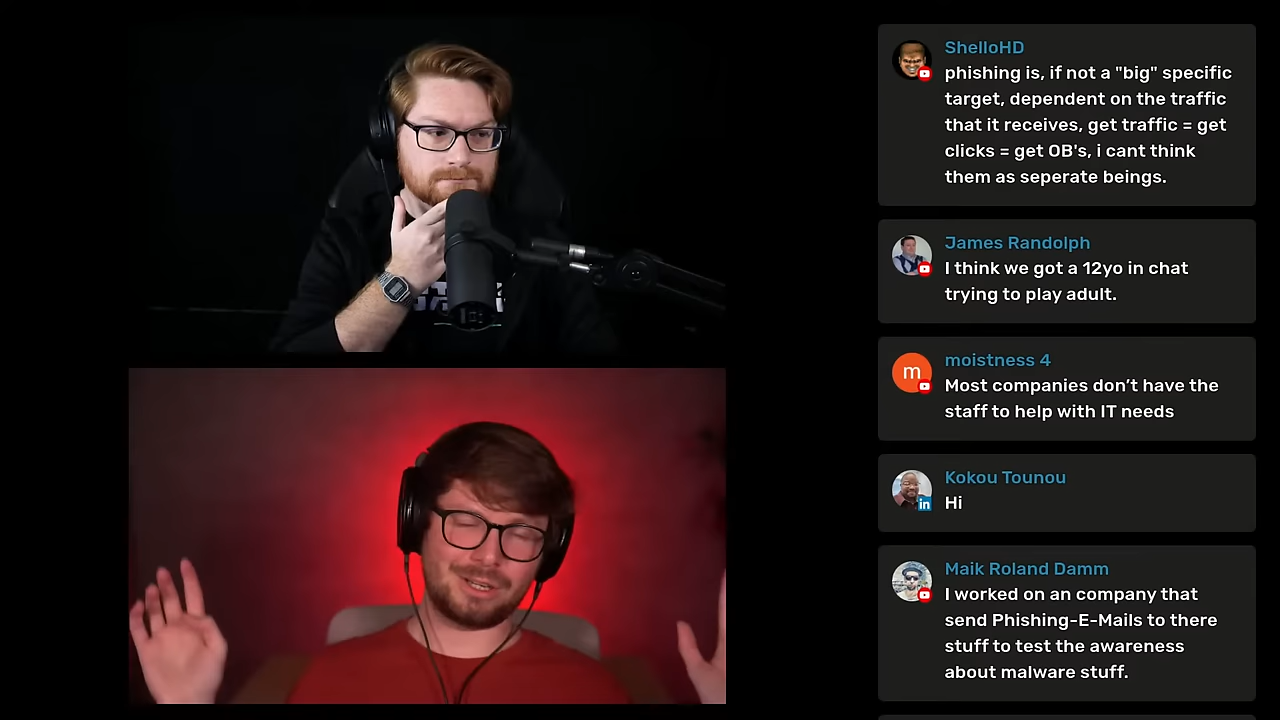 ShelloHD
phishing is, if not a "big" specific
target, dependent on the traffic
that it receives, get traffic = get
clicks = get OB's, i cant think
them as seperate beings.
James Randolph
I think we got a 12yo in chat
trying to play adult.
m
moistness 4
Most companies don’t have the
staff to help with IT needs
Kokou Tounou
in
Hi
Maik Roland Damm
I worked on an company that
send Phishing-E-Mails to there
stuff to test the awareness
about malware stuff.